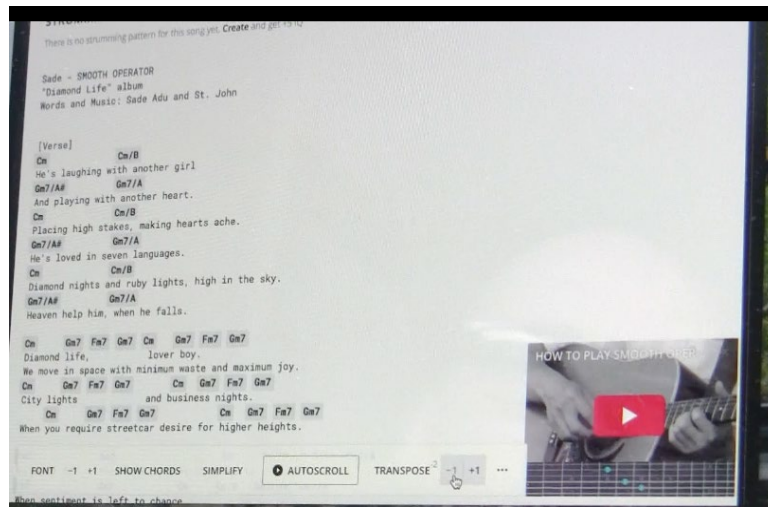 There is no strumming pattern for this song yet. Create and get +5 IQ
Sade - SMOOTH OPERATOR
"Diamond Life" album
Words and Music: Sade Adu and St. John
[Verse]
Cm Cm/B
He's laughing with another girl
Gm7/A# Gm7/A
And playing with another heart.
Cm Cm/B
Placing high stakes, making hearts ache.
Gm7/A# Gm7/A
He's loved in seven languages.
Cm Cm/B
Diamond nights and ruby lights, high in the sky.
Gm7/A# Gm7/A
Heaven help him, when he falls.
Cm Gm7 Fm7 Gm7 Cm Gm7 Fm7 Gm7
Diamond life, lover boy.
We move in space with minimum waste and maximum joy.
Cm Gm7 Fm7 Gm7 Cm Gm7 Fm7 Gm7
City lights and business nights.
Cm Gm7 Fm7 Gm7 Cm Gm7 Fm7 Gm7
When you require streetcar desire for higher heights.
HOW TO PLAY SMOOTH OPER
FONT -1 +1 SHOW CHORDS SIMPLIFY AUTOSCROLL TRANSPOSE -2 -1 +1 ...
When sentiment is left to chance